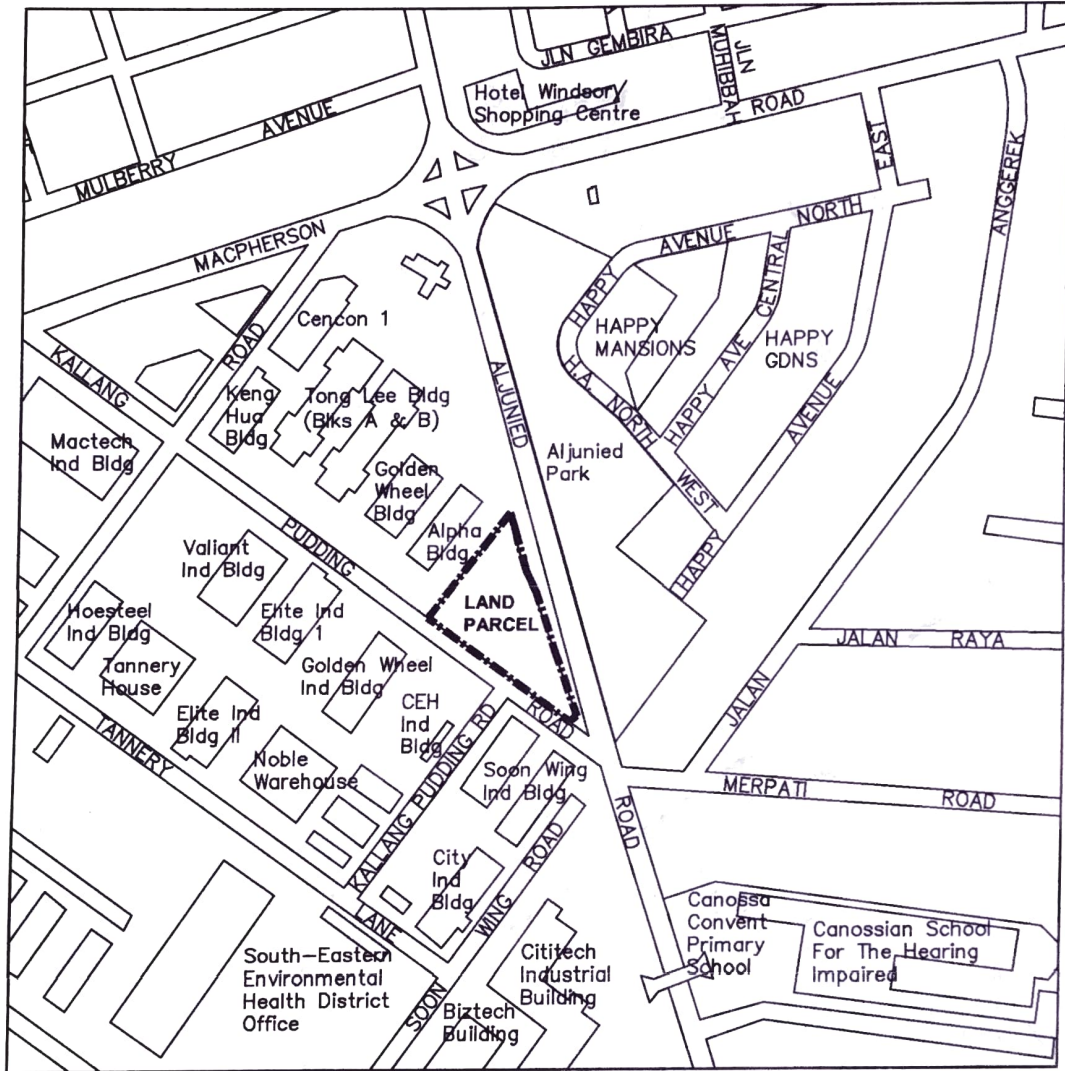 JLN GEMBIRA
JLN
MUHIBBAH
Hotel Windsor/
Shopping Centre
ROAD
MULBERRY AVENUE
EAST
ANGGEREK
MACPHERSON
AVENUE NORTH
HAPPY
HAPPY
MANSIONS
HAPPY AVE CENTRAL
HAPPY
GDNS
H.A. NORTH
WEST
HAPPY AVENUE
Cencon 1
ROAD
KALLANG
Keng
Hua
Bldg
Tong Lee Bldg
(Blks A & B)
ALJUNIED
Mactech
Ind Bldg
Golden
Wheel
Bldg
Aljunied
Park
Alpha
Bldg
PUDDING
Valiant
Ind Bldg
LAND
PARCEL
Hoesteel
Ind Bldg
Elite Ind
Bldg 1
JALAN RAYA
Tannery
House
Golden Wheel
Ind Bldg
CEH
Ind
Bldg
ROAD
JALAN
Elite Ind
Bldg II
TANNERY
Noble
Warehouse
KALLANG PUDDING RD
Soon Wing
Ind Bldg
MERPATI ROAD
ROAD
City
Ind
Bldg
LANE
SOON WING ROAD
Canossa
Convent
Primary
School
Canossian School
For The Hearing
Impaired
South-Eastern
Environmental
Health District
Office
Cititech
Industrial
Building
Biztech
Building